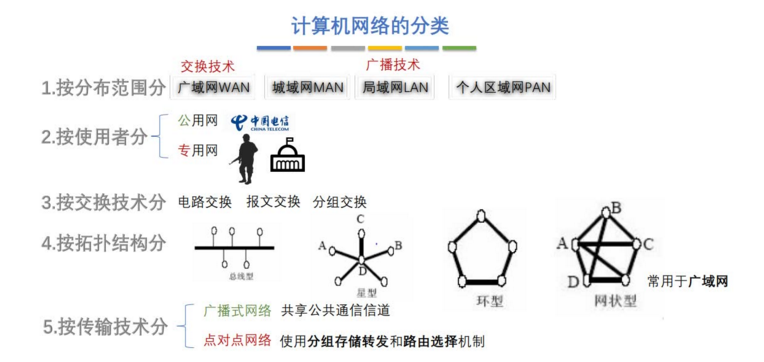 计算机网络的分类
交换技术 广播技术
1.按分布范围分 广域网WAN 城域网MAN 局域网LAN 个人区域网PAN
公用网 中国电信
CHINA TELECOM
2.按使用者分
专用网
3.按交换技术分 电路交换 报文交换 分组交换
4.按拓扑结构分
总线型
A B C D
星型
环型
A B C D
网状型
常用于广域网
广播式网络 共享公共通信信道
5.按传输技术分
点对点网络 使用分组存储转发和路由选择机制